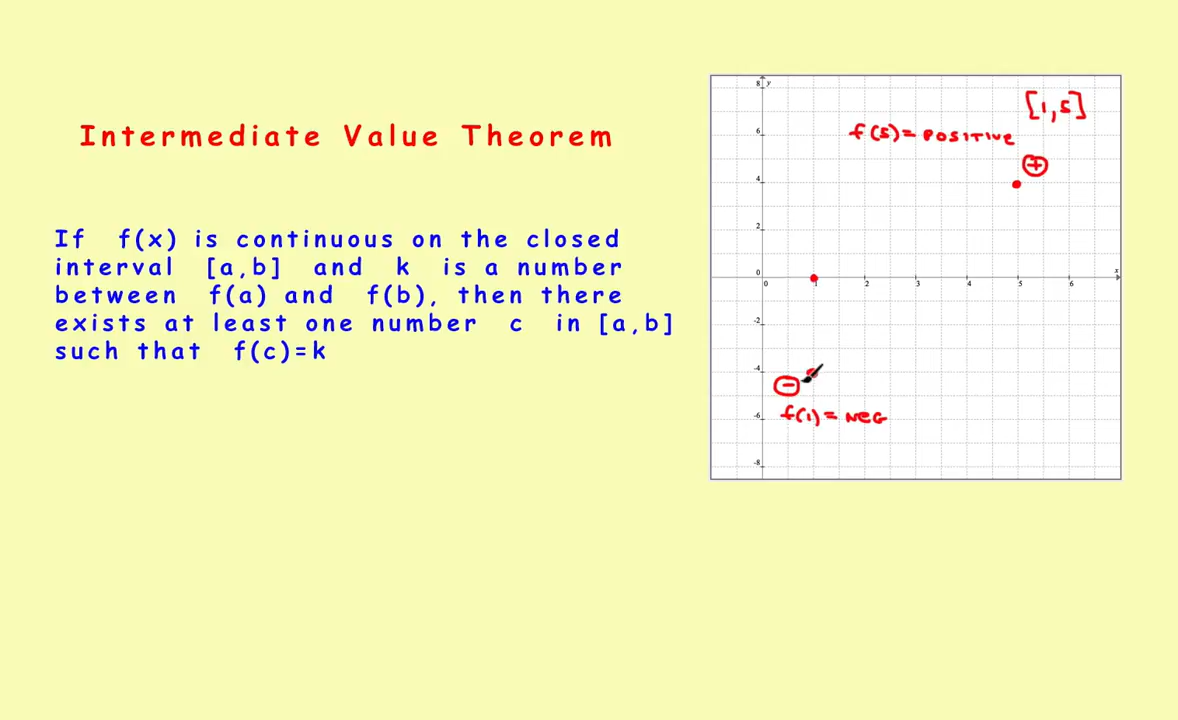 Intermediate Value Theorem
If f(x) is continuous on the closed
interval [a,b] and k is a number
between f(a) and f(b), then there
exists at least one number c in [a,b]
such that f(c)=k
8 y
[1,5]
6
f(5)= POSITIVE
+
4
2
0
x
0 1 2 3 4 5 6
-2
-4
−
-6
f(1)= NEG
-8